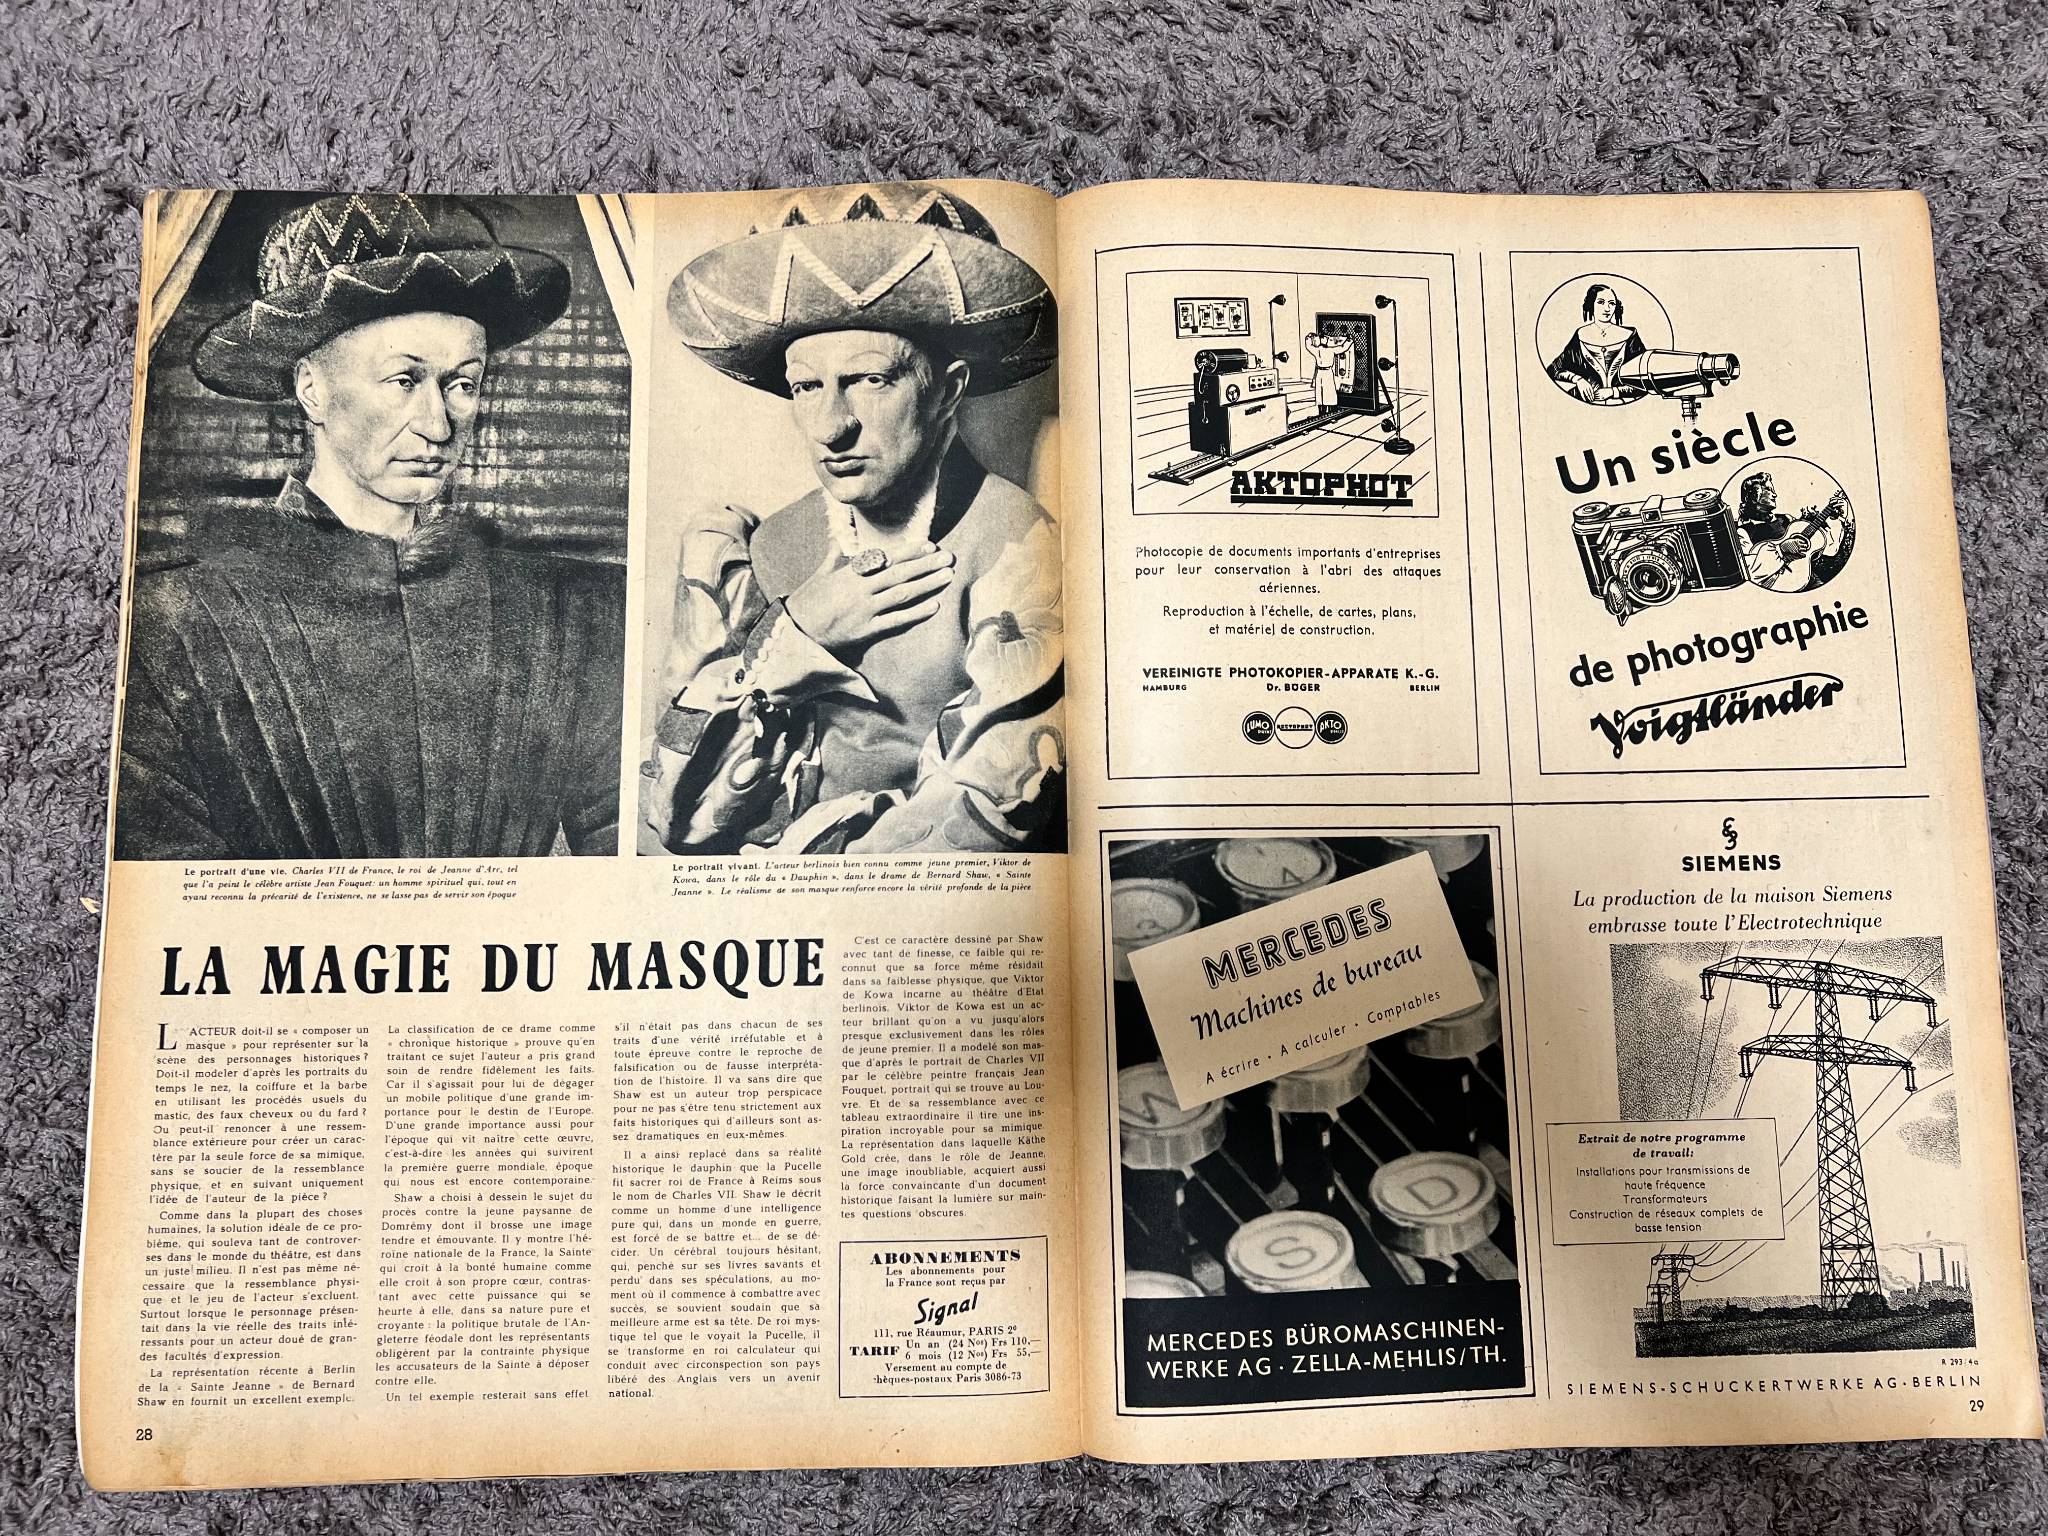 Le portrait d'une vie. Charles VII de France, le roi de Jeanne d'Arc, tel
que l'a peint le célèbre artiste Jean Fouquet: un homme spirituel qui, tout en
ayant reconnu la précarité de l'existence, ne se lasse pas de servir son époque
Le portrait vivant. L'acteur berlinois bien connu comme jeune premier, Viktor de
Kowa, dans le rôle du « Dauphin », dans le drame de Bernard Shaw, « Sainte
Jeanne ». Le réalisme de son masque renforce encore la vérité profonde de la pièce
LA MAGIE DU MASQUE
L'ACTEUR doit-il se « composer un
masque » pour représenter sur la
scène des personnages historiques?
Doit-il modeler d'après les portraits du
temps le nez, la coiffure et la barbe
en utilisant les procédés usuels du
mastic, des faux cheveux ou du fard?
Ou peut-il renoncer à une ressem-
blance extérieure pour créer un carac-
tère par la seule force de sa mimique,
sans se soucier de la ressemblance
physique, et en suivant uniquement
l'idée de l'auteur de la pièce?
Comme dans la plupart des choses
humaines, la solution idéale de ce pro-
blème, qui souleva tant de controver-
ses dans le monde du théâtre, est dans
un juste milieu. Il n'est pas même né-
cessaire que la ressemblance physi-
que et le jeu de l'acteur s'excluent.
Surtout lorsque le personnage présen-
tait dans la vie réelle des traits inté-
ressants pour un acteur doué de gran-
des facultés d'expression.
La représentation récente à Berlin
de la « Sainte Jeanne » de Bernard
Shaw en fournit un excellent exemple.
La classification de ce drame comme
« chronique historique » prouve qu'en
traitant ce sujet l'auteur a pris grand
soin de rendre fidèlement les faits.
Car il s'agissait pour lui de dégager
un mobile politique d'une grande im-
portance pour le destin de l'Europe.
D'une grande importance aussi pour
l'époque qui vit naître cette œuvre,
c'est-à-dire les années qui suivirent
la première guerre mondiale, époque
qui nous est encore contemporaine.
Shaw a choisi à dessein le sujet du
procès contre la jeune paysanne de
Domrémy dont il brosse une image
tendre et émouvante. Il y montre l'hé-
roïne nationale de la France, la Sainte
qui croit à la bonté humaine comme
elle croit à son propre cœur, contras-
tant avec cette puissance qui se
heurte à elle, dans sa nature pure et
croyante : la politique brutale de l'An-
gleterre féodale dont les représentants
obligèrent par la contrainte physique
les accusateurs de la Sainte à déposer
contre elle.
Un tel exemple resterait sans effet
s'il n'était pas dans chacun de ses
traits d'une vérité irréfutable et à
toute épreuve contre le reproche de
falsification ou de fausse interpréta-
tion de l'histoire. Il va sans dire que
Shaw est un auteur trop perspicace
pour ne pas s'être tenu strictement aux
faits historiques qui d'ailleurs sont as-
sez dramatiques en eux-mêmes.
Il a ainsi replacé dans sa réalité
historique le dauphin que la Pucelle
fit sacrer roi de France à Reims sous
le nom de Charles VII. Shaw le décrit
comme un homme d'une intelligence
pure qui, dans un monde en guerre,
est forcé de se battre et... de se dé-
cider. Un cérébral toujours hésitant,
qui, penché sur ses livres savants et
perdu dans ses spéculations, au mo-
ment où il commence à combattre avec
succès, se souvient soudain que sa
meilleure arme est sa tête. De roi mys-
tique tel que le voyait la Pucelle, il
se transforme en roi calculateur qui
conduit avec circonspection son pays
libéré des Anglais vers un avenir
national.
C'est ce caractère dessiné par Shaw
avec tant de finesse, ce faible qui re-
connut que sa force même résidait
dans sa faiblesse physique, que Viktor
de Kowa incarne au théâtre d'Etat
berlinois. Viktor de Kowa est un ac-
teur brillant qu'on a vu jusqu'alors
presque exclusivement dans les rôles
de jeune premier. Il a modelé son mas-
que d'après le portrait de Charles VII
par le célèbre peintre français Jean
Fouquet, portrait qui se trouve au Lou-
vre. Et de sa ressemblance avec ce
tableau extraordinaire il tire une ins-
piration incroyable pour sa mimique.
La représentation dans laquelle Käthe
Gold crée, dans le rôle de Jeanne,
une image inoubliable, acquiert aussi
la force convaincante d'un document
historique faisant la lumière sur main-
tes questions obscures.
ABONNEMENTS
Les abonnements pour
la France sont reçus par
Signal
111, rue Réaumur, PARIS 2e
TARIF Un an (24 Nos) Frs 110,—
6 mois (12 Nos) Frs 55,—
Versement au compte de
chèques-postaux Paris 3086-73
28
AKTOPHOT
Photocopie de documents importants d'entreprises
pour leur conservation à l'abri des attaques
aériennes.
Reproduction à l'échelle, de cartes, plans,
et matériel de construction.
VEREINIGTE PHOTOKOPIER-APPARATE K.-G.
HAMBURG Dr. BÖGER BERLIN
LUMO AKTO
Un siècle
de photographie
Voigtländer
MERCEDES
Machines de bureau
A écrire · A calculer · Comptables
A
W
D
S
MERCEDES BÜROMASCHINEN-
WERKE AG · ZELLA-MEHLIS/TH.
SIEMENS
La production de la maison Siemens
embrasse toute l'Electrotechnique
Extrait de notre programme
de travail:
Installations pour transmissions de
haute fréquence
Transformateurs
Construction de réseaux complets de
basse tension
R 293/4a
SIEMENS-SCHUCKERTWERKE AG · BERLIN
29